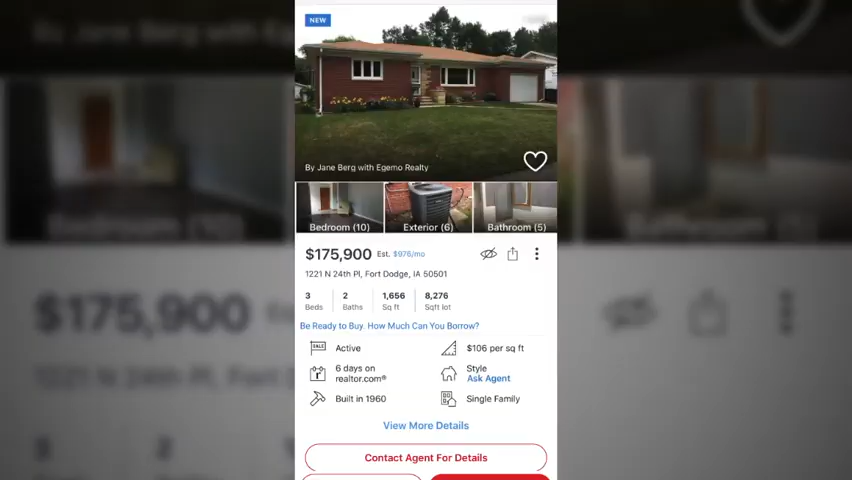 NEW
By Jane Berg with Egemo Realty
Bedroom (10)
Exterior (6)
Bathroom (5)
$175,900 Est. $976/mo
1221 N 24th Pl, Fort Dodge, IA 50501
3 2 1,656 8,276
Beds Baths Sq ft Sqft lot
Be Ready to Buy. How Much Can You Borrow?
SALE Active
$106 per sq ft
6 days on
realtor.com®
Style
Ask Agent
Built in 1960
Single Family
View More Details
Contact Agent For Details